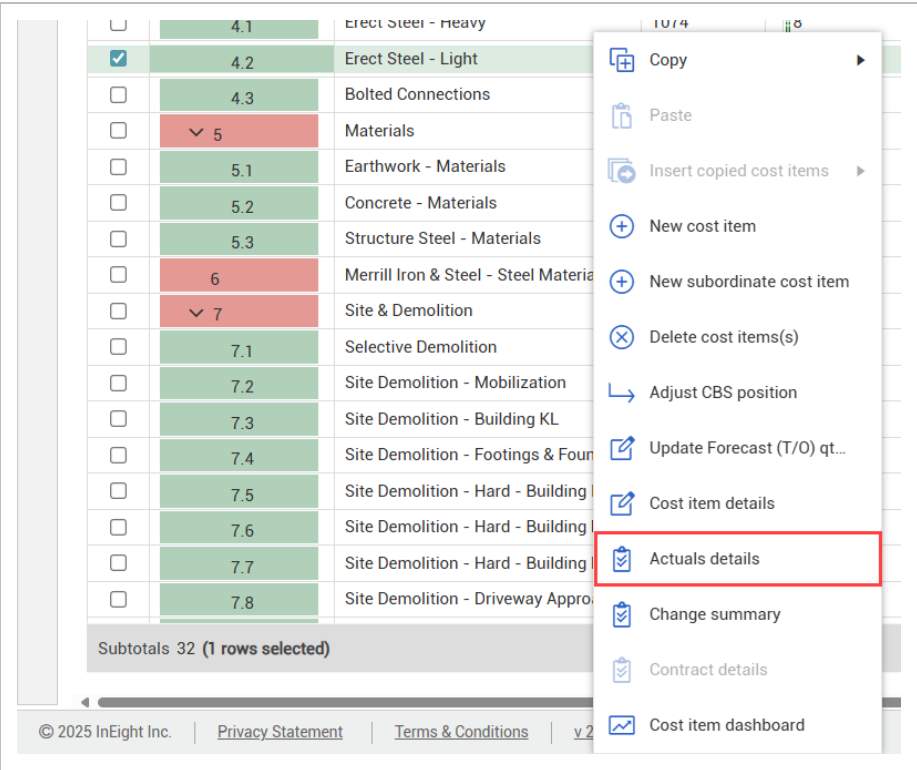 4.1 Erect Steel - Heavy 1074 8
4.2 Erect Steel - Light
4.3 Bolted Connections
5 Materials
5.1 Earthwork - Materials
5.2 Concrete - Materials
5.3 Structure Steel - Materials
6 Merrill Iron & Steel - Steel Materia
7 Site & Demolition
7.1 Selective Demolition
7.2 Site Demolition - Mobilization
7.3 Site Demolition - Building KL
7.4 Site Demolition - Footings & Foun
7.5 Site Demolition - Hard - Building
7.6 Site Demolition - Hard - Building
7.7 Site Demolition - Hard - Building
7.8 Site Demolition - Driveway Appro
Subtotals 32 (1 rows selected)
Copy
Paste
Insert copied cost items
New cost item
New subordinate cost item
Delete cost items(s)
Adjust CBS position
Update Forecast (T/O) qt...
Cost item details
Actuals details
Change summary
Contract details
Cost item dashboard
© 2025 InEight Inc. Privacy Statement Terms & Conditions v 2